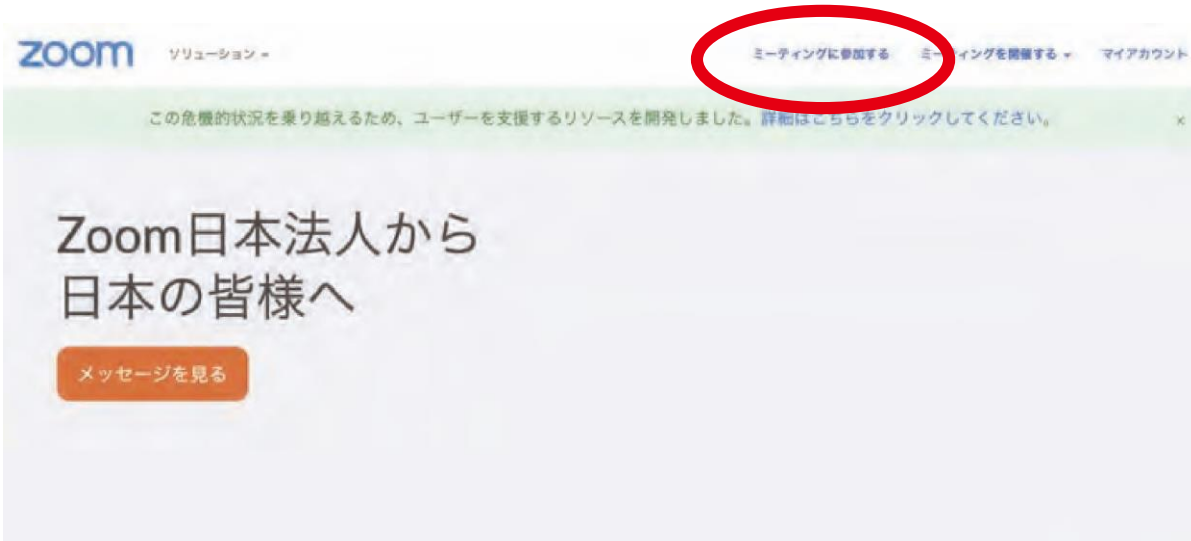 zoom ソリューション ミーティングに参加する ミーティングを開催する マイアカウント
この危機的状況を乗り越えるため、ユーザーを支援するリソースを開発しました。詳細はこちらをクリックしてください。 ×
Zoom日本法人から
日本の皆様へ
メッセージを見る